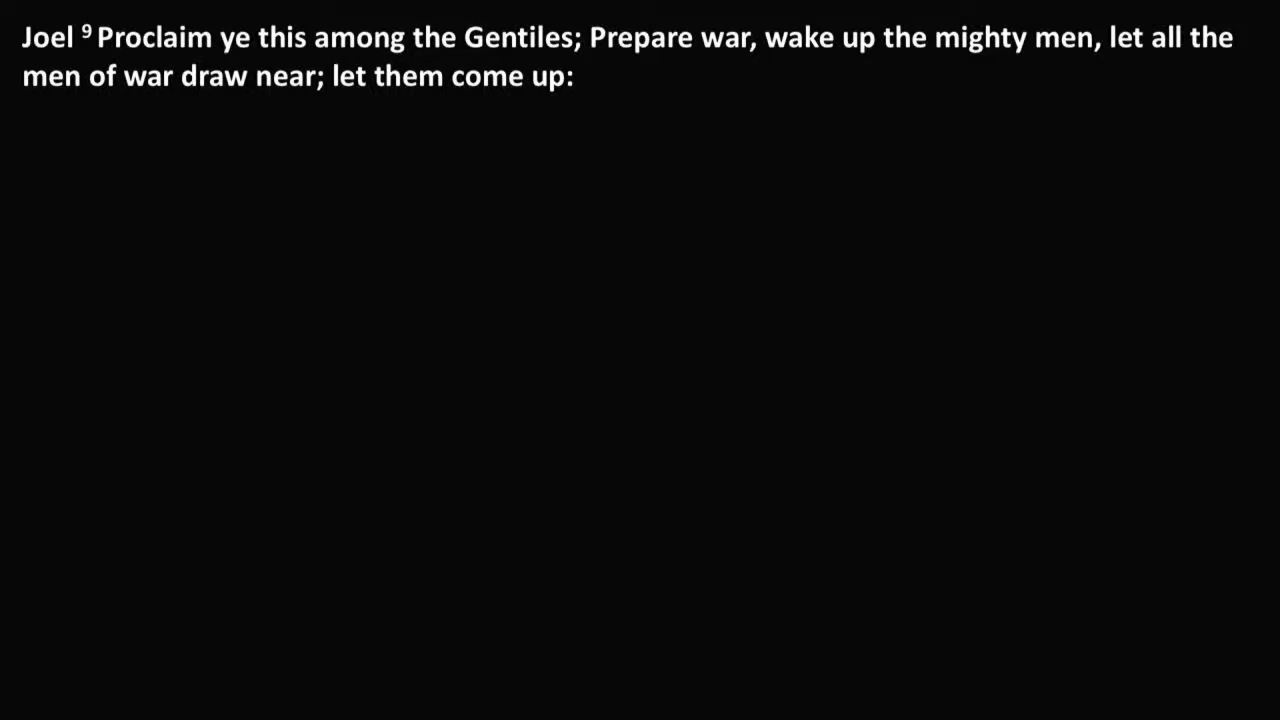 Joel ⁹ Proclaim ye this among the Gentiles; Prepare war, wake up the mighty men, let all the
men of war draw near; let them come up: